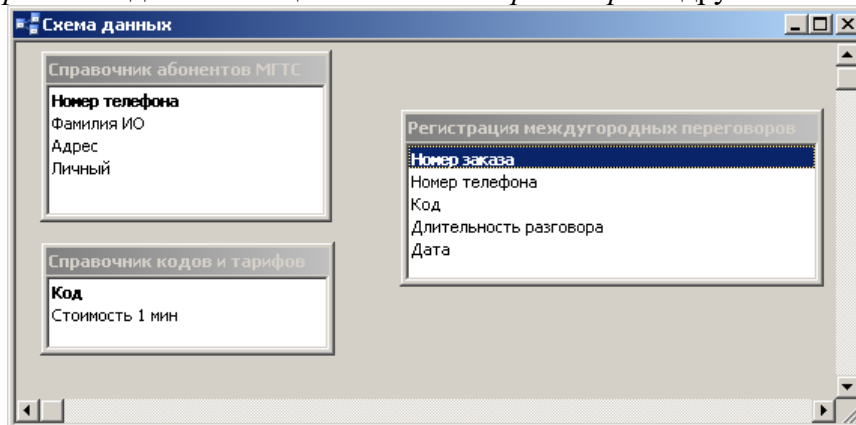 Схема данных
Справочник абонентов МГТС
Номер телефона
Фамилия ИО
Адрес
Личный
Регистрация междугородных переговоров
Номер заказа
Номер телефона
Код
Длительность разговора
Дата
Справочник кодов и тарифов
Код
Стоимость 1 мин